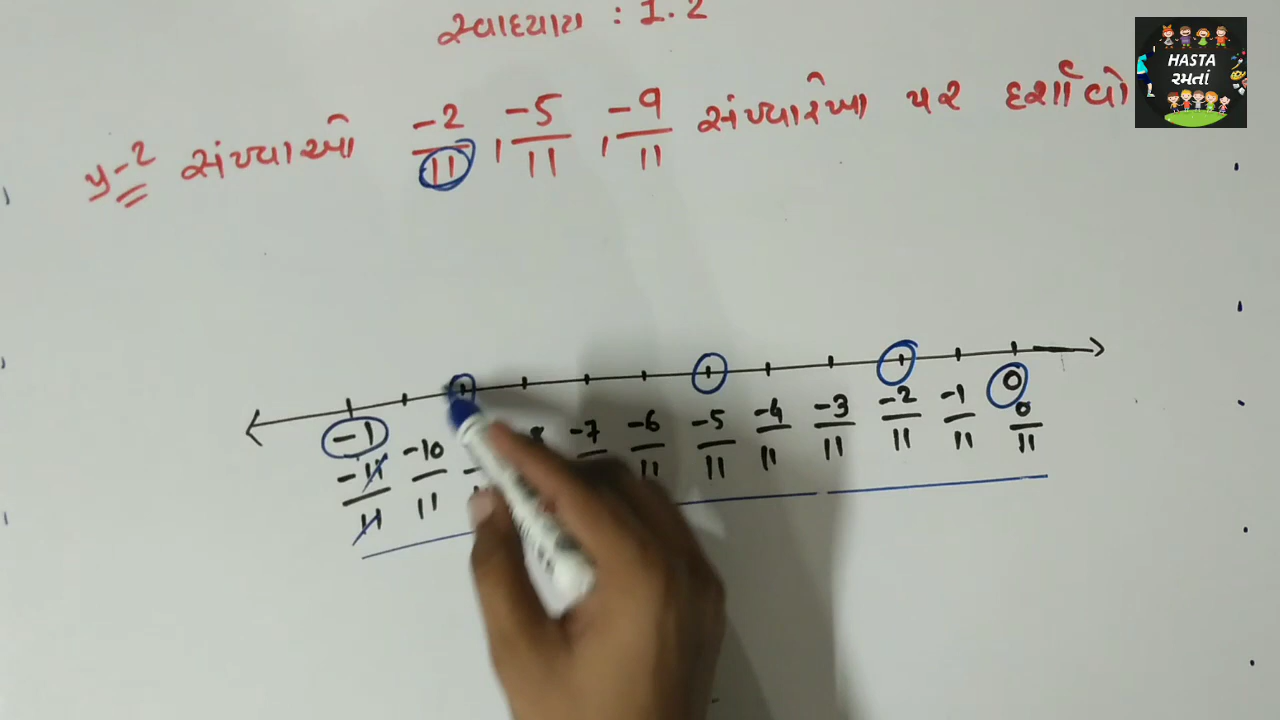 સ્વાધ્યાય : 1.2
HASTA
રમતાં
પ્ર-2 સંખ્યાઓ -2/11 , -5/11 , -9/11 સંખ્યારેખા પર દર્શાવો
-1 0
-11/11 -10/11 -7 -6/11 -5/11 -4/11 -3/11 -2/11 -1/11 0/11